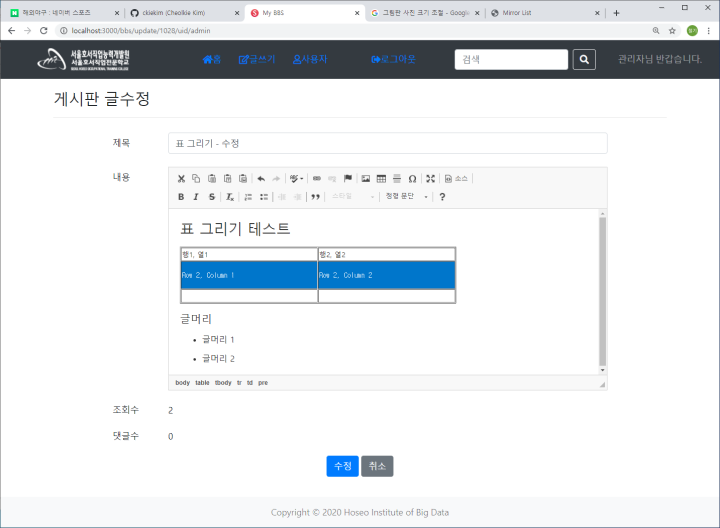 해외야구 : 네이버 스포츠
ckiekim (Cheolkie Kim)
My BBS
그림판 사진 크기 조절 - Google
Mirror List
localhost:3000/bbs/update/1028/uid/admin
서울호서직업능력개발원
서울호서직업전문학교
홈
글쓰기
사용자
로그아웃
검색
관리자님 반갑습니다.
게시판 글수정
제목
표 그리기 - 수정
내용
소스
B I S
스타일
정형 문단
?
표 그리기 테스트
행1, 열1
행2, 열2
Row 2, Column 1
Row 2, Column 2
글머리
글머리 1
글머리 2
body table tbody tr td pre
조회수
2
댓글수
0
수정
취소
Copyright © 2020 Hoseo Institute of Big Data